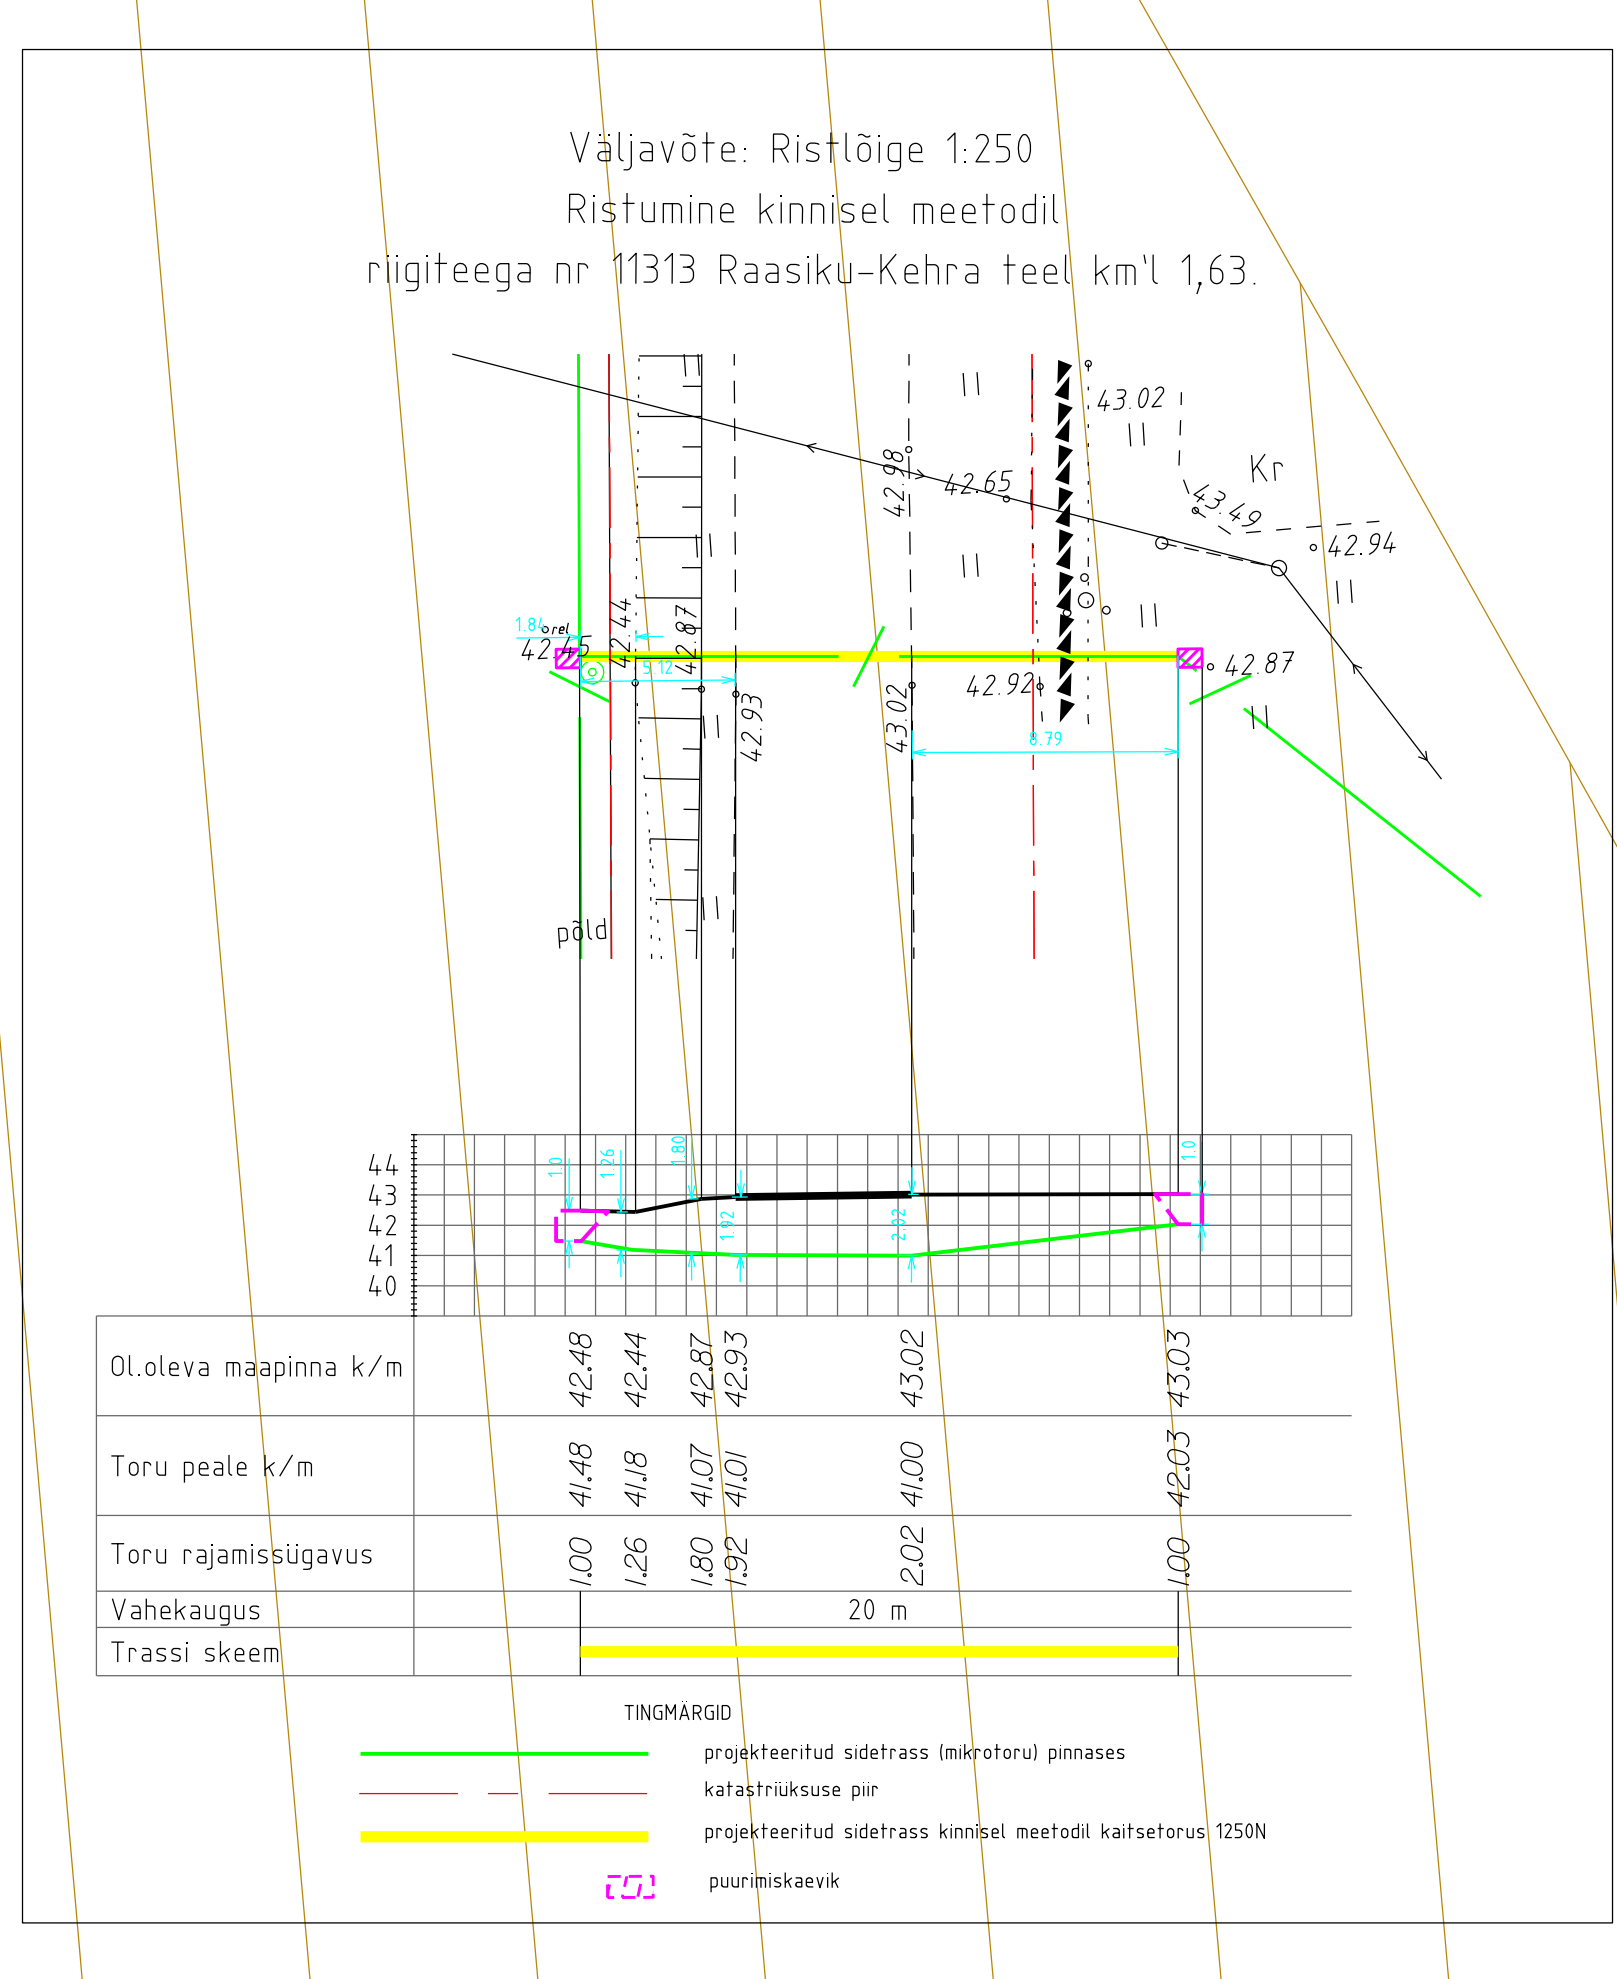 Väljavõte: Ristlõige 1:250
Ristumine kinnisel meetodil
riigiteega nr 11313 Raasiku-Kehra teel km'l 1,63.
43.02
42.98
42.65
Kr
43.49
42.94
1.84
rel
42.45
42.44
42.87
5.12
42.93
43.02
42.92
42.87
8.79
põld
44
43
42
41
40
1.0
1.26
1.80
1.92
2.02
1.0
Ol.oleva maapinna k/m 42.48 42.44 42.87 42.93 43.02 43.03
Toru peale k/m 41.48 41.18 41.07 41.01 41.00 42.03
Toru rajamissügavus 1.00 1.26 1.80 1.92 2.02 1.00
Vahekaugus 20 m
Trassi skeem
TINGMÄRGID
projekteeritud sidetrass (mikrotoru) pinnases
katastriüksuse piir
projekteeritud sidetrass kinnisel meetodil kaitsetorus 1250N
puurimiskaevik